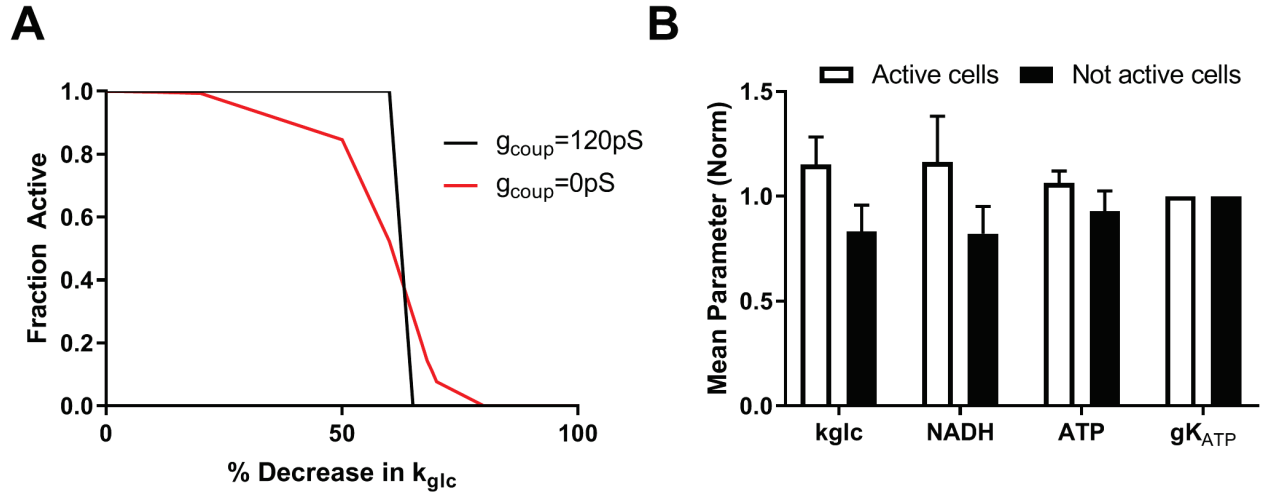 A
1.0
0.8
0.6
0.4
0.2
0.0
Fraction Active
0
50
100
% Decrease in kglc
gcoup=120pS
gcoup=0pS
B
Active cells
Not active cells
1.5
1.0
0.5
0.0
Mean Parameter (Norm)
kglc
NADH
ATP
gKATP